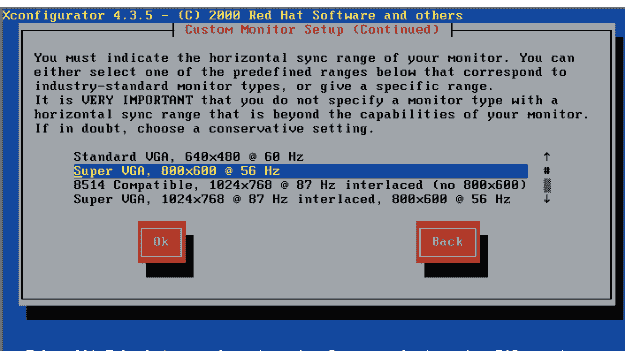 Xconfigurator 4.3.5 - (C) 2000 Red Hat Software and others
Custom Monitor Setup (Continued)
You must indicate the horizontal sync range of your monitor. You can
either select one of the predefined ranges below that correspond to
industry-standard monitor types, or give a specific range.
It is VERY IMPORTANT that you do not specify a monitor type with a
horizontal sync range that is beyond the capabilities of your monitor.
If in doubt, choose a conservative setting.
Standard VGA, 640x480 @ 60 Hz ↑
Super VGA, 800x600 @ 56 Hz #
8514 Compatible, 1024x768 @ 87 Hz interlaced (no 800x600) ▒
Super VGA, 1024x768 @ 87 Hz interlaced, 800x600 @ 56 Hz ↓
Ok
Back